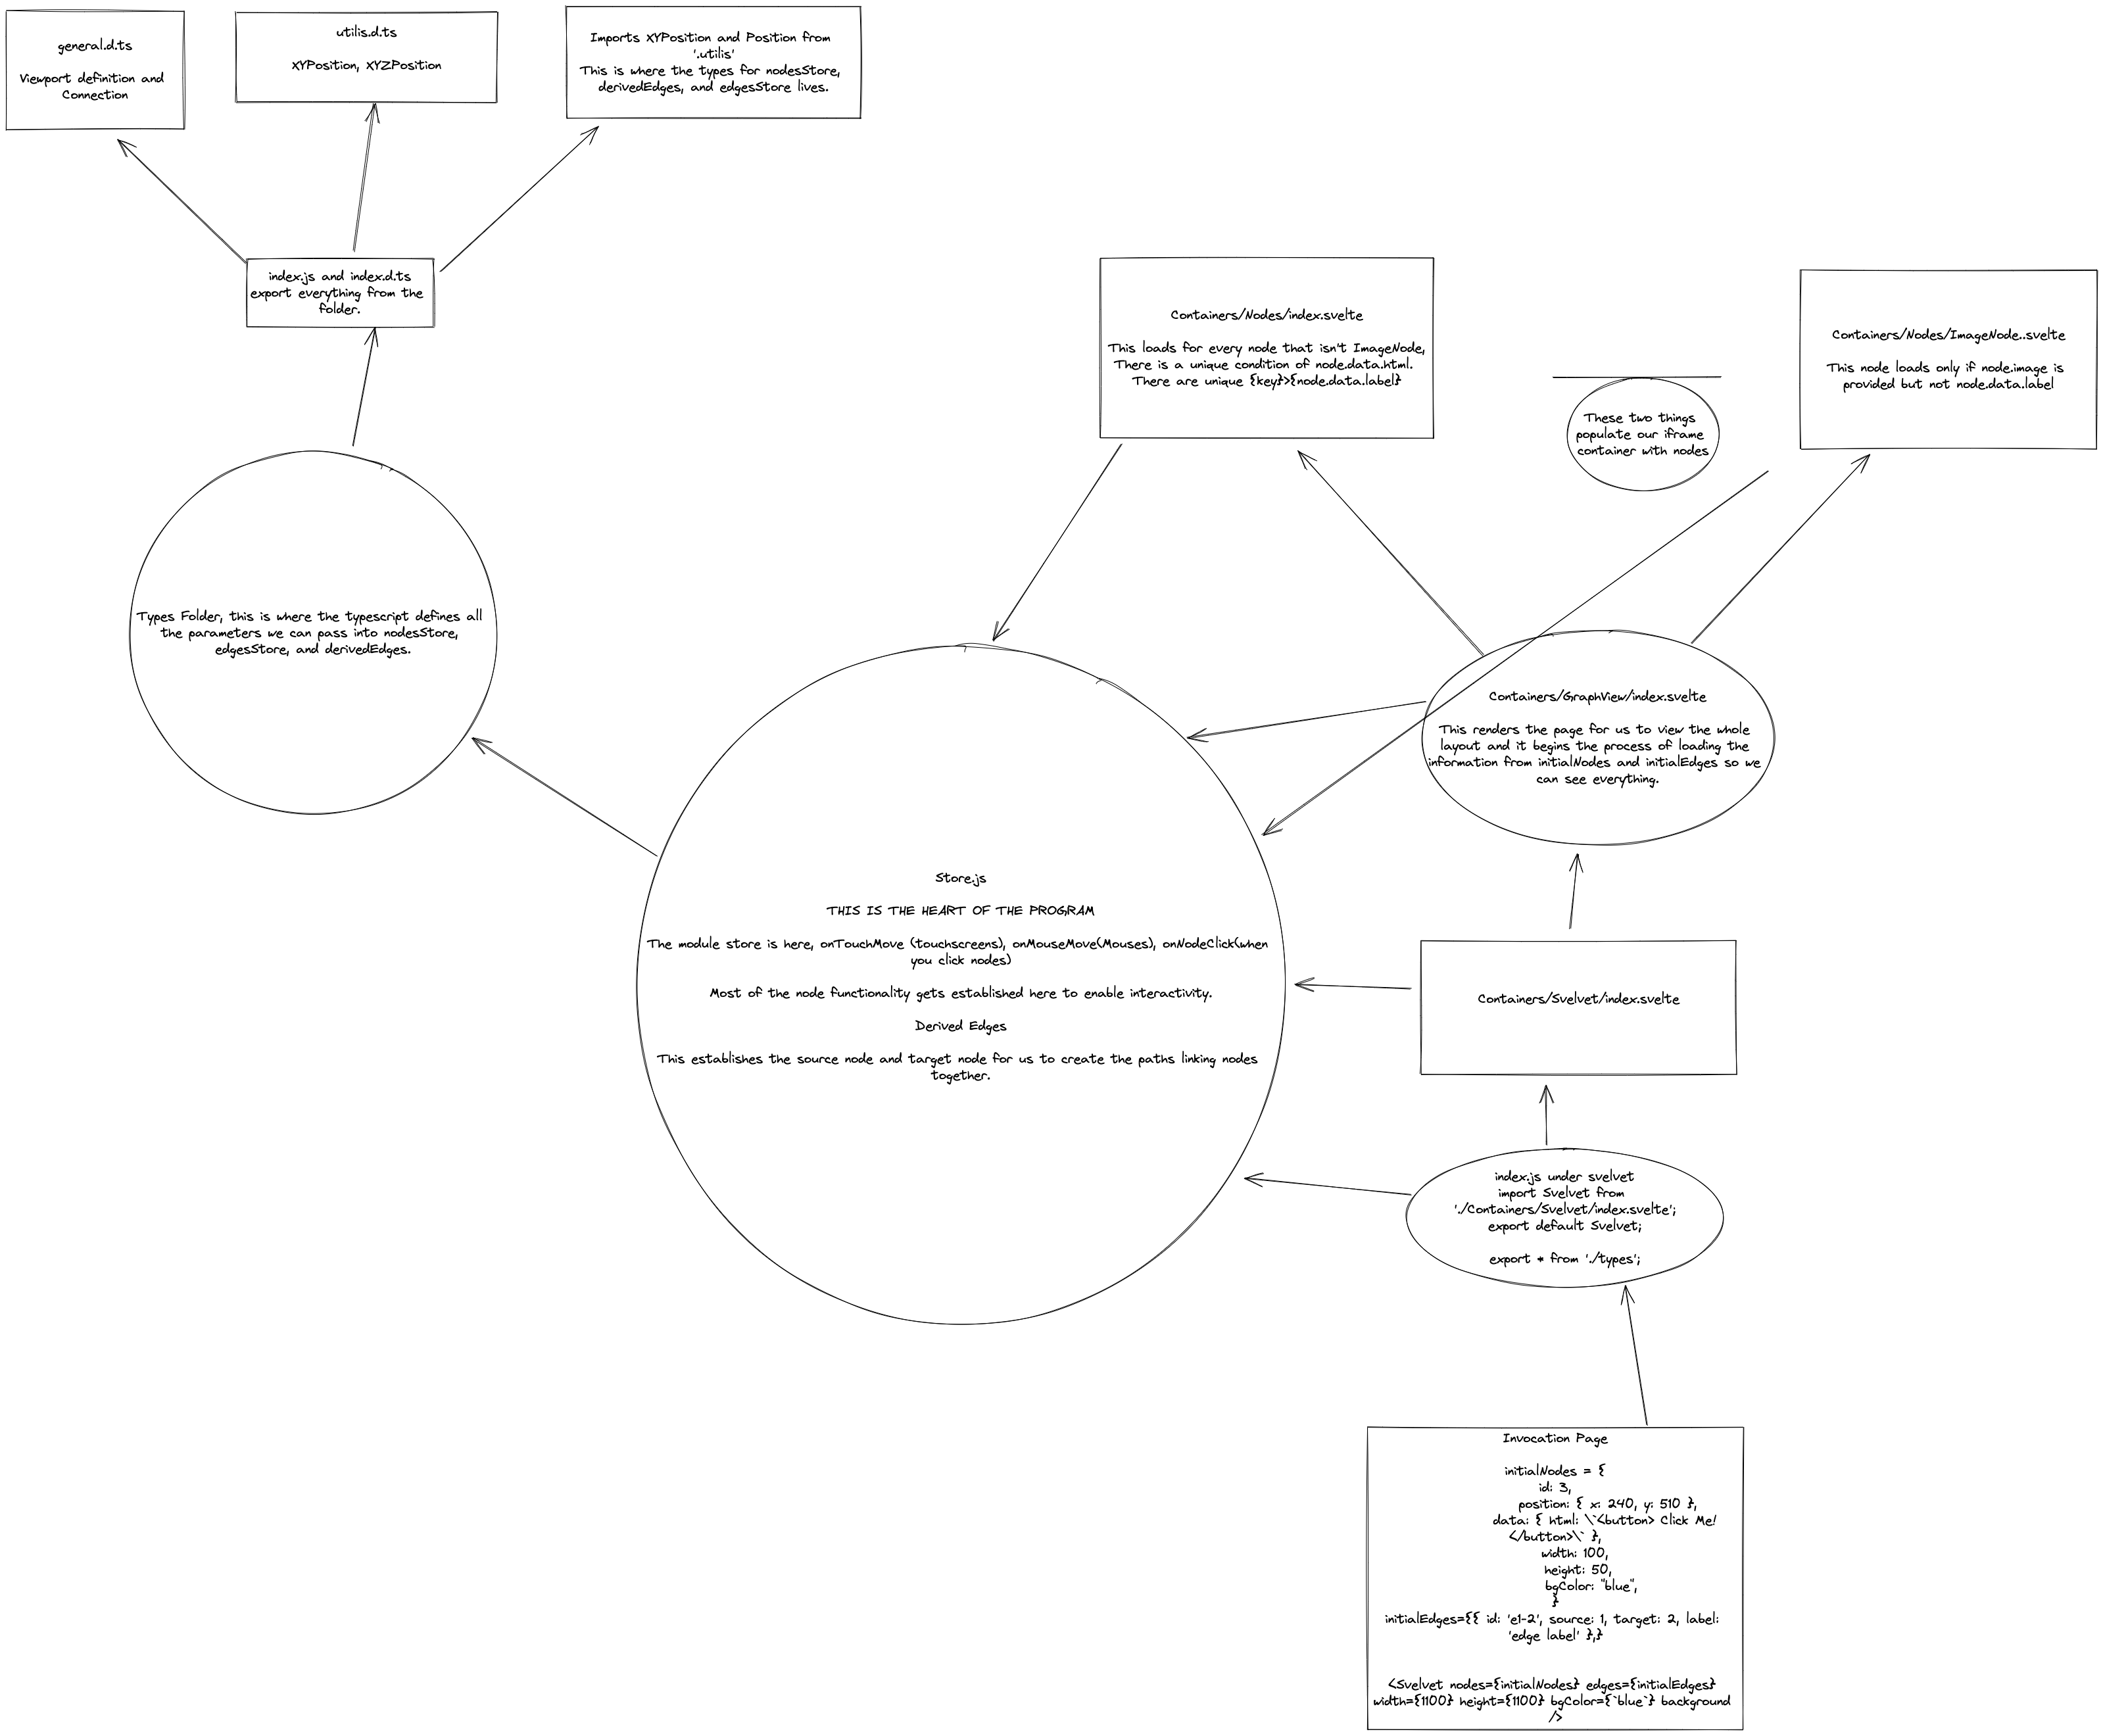 general.d.ts
Viewport definition and
Connection
utilis.d.ts
XYPosition, XYZPosition
Imports XYPosition and Position from
'.utilis'
This is where the types for nodesStore,
derivedEdges, and edgesStore lives.
index.js and index.d.ts
export everything from the
folder.
Containers/Nodes/index.svelte
This loads for every node that isn't ImageNode,
There is a unique condition of node.data.html.
There are unique {key}>{node.data.label}
Containers/Nodes/ImageNode..svelte
This node loads only if node.image is
provided but not node.data.label
These two things
populate our iframe
container with nodes
Types Folder, this is where the typescript defines all
the parameters we can pass into nodesStore,
edgesStore, and derivedEdges.
Containers/GraphView/index.svelte
This renders the page for us to view the whole
layout and it begins the process of loading the
information from initialNodes and initialEdges so we
can see everything.
Store.js
THIS IS THE HEART OF THE PROGRAM
The module store is here, onTouchMove (touchscreens), onMouseMove(Mouses), onNodeClick(when
you click nodes)
Most of the node functionality gets established here to enable interactivity.
Derived Edges
This establishes the source node and target node for us to create the paths linking nodes
together.
Containers/Svelvet/index.svelte
index.js under svelvet
import Svelvet from
'./Containers/Svelvet/index.svelte';
export default Svelvet;
export * from './types';
Invocation Page
initialNodes = {
id: 3,
position: { x: 240, y: 510 },
data: { html: \`<button> Click Me!
</button>\` },
width: 100,
height: 50,
bgColor: "blue",
}
initialEdges={{ id: 'e1-2', source: 1, target: 2, label:
'edge label' },}
<Svelvet nodes={initialNodes} edges={initialEdges}
width={1100} height={1100} bgColor={`blue`} background
/>